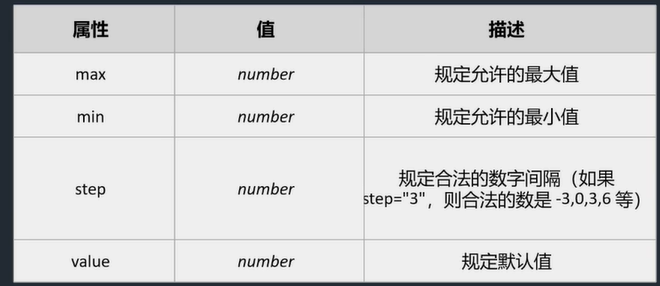 属性 值 描述
max number 规定允许的最大值
min number 规定允许的最小值
step number 规定合法的数字间隔（如果
step="3"，则合法的数是 -3,0,3,6 等）
value number 规定默认值